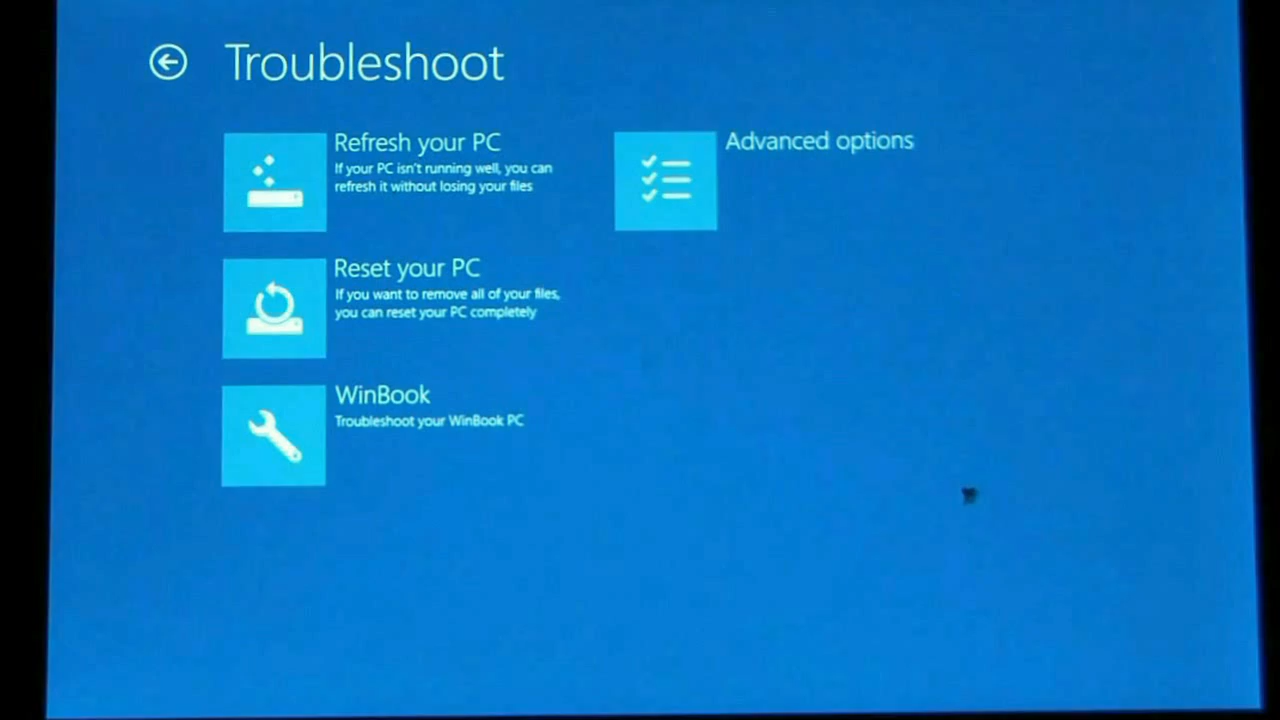 Troubleshoot
Refresh your PC
If your PC isn't running well, you can
refresh it without losing your files
Reset your PC
If you want to remove all of your files,
you can reset your PC completely
WinBook
Troubleshoot your WinBook PC
Advanced options